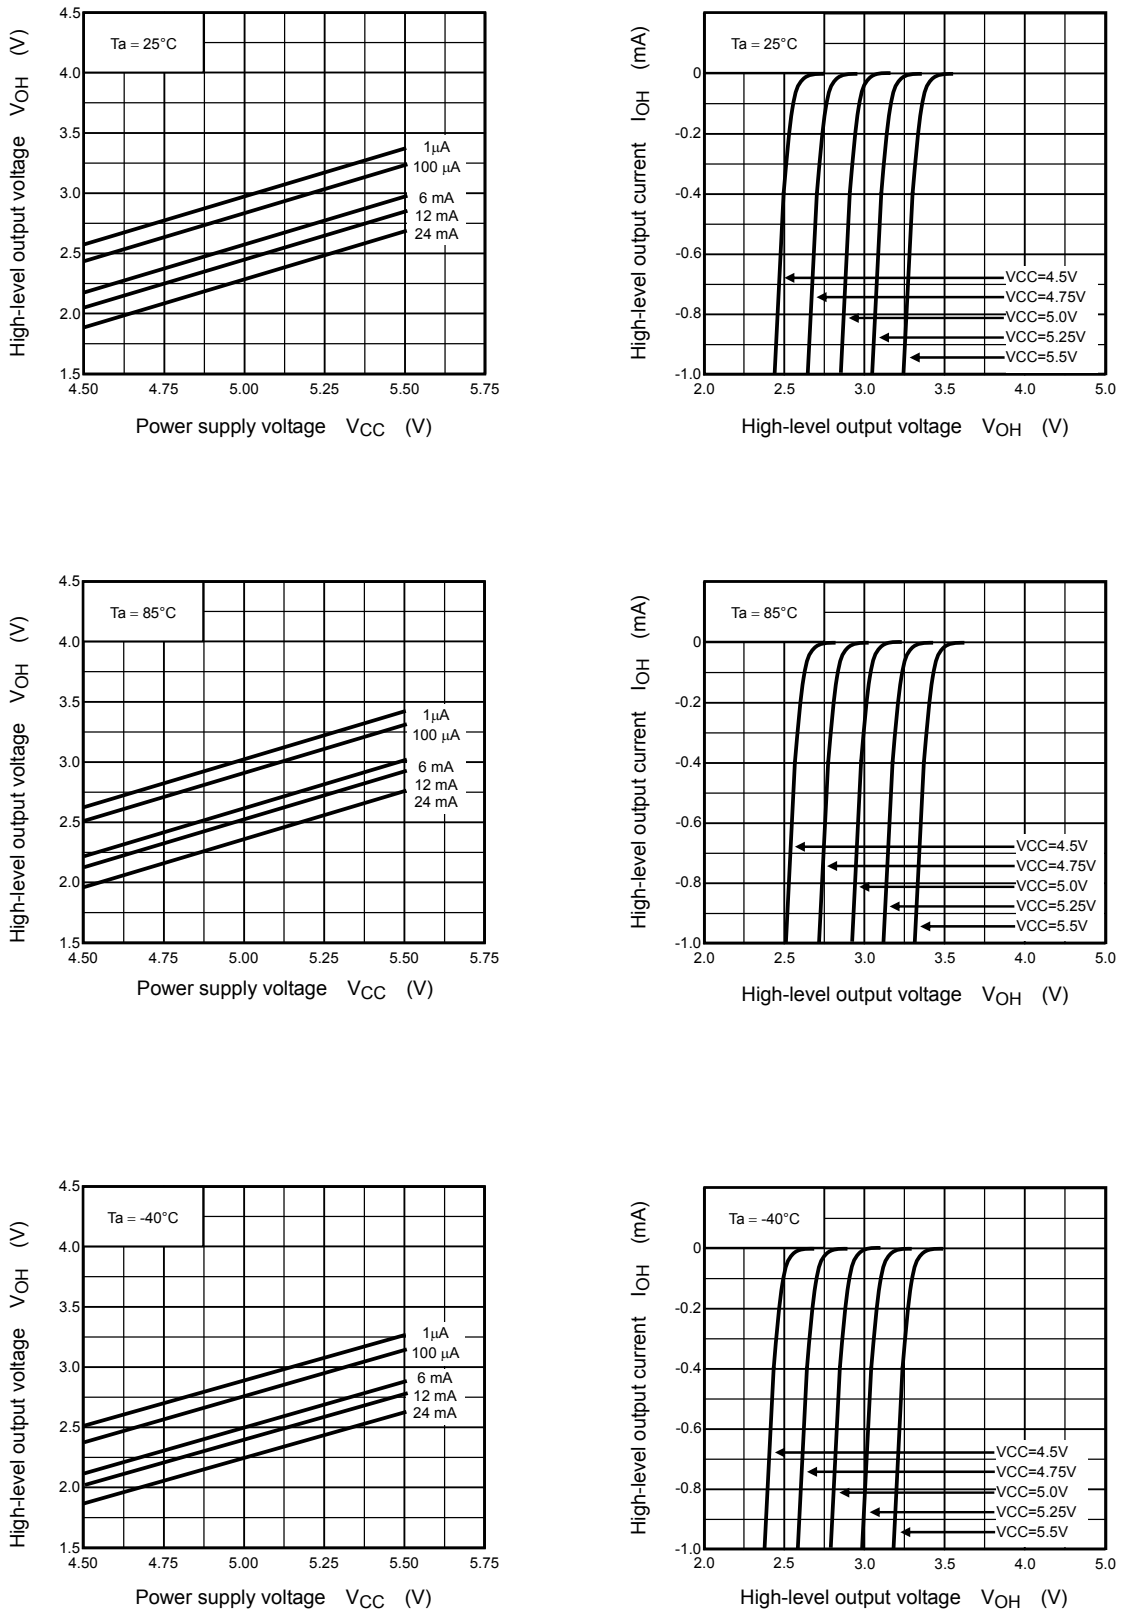 High-level output voltage VOH (V)
4.5
4.0
3.5
3.0
2.5
2.0
1.5
Ta = 25°C
1μA
100 μA
6 mA
12 mA
24 mA
4.50 4.75 5.00 5.25 5.50 5.75
Power supply voltage VCC (V)
High-level output current IOH (mA)
0
-0.2
-0.4
-0.6
-0.8
-1.0
Ta = 25°C
VCC=4.5V
VCC=4.75V
VCC=5.0V
VCC=5.25V
VCC=5.5V
2.0 2.5 3.0 3.5 4.0 5.0
High-level output voltage VOH (V)
High-level output voltage VOH (V)
4.5
4.0
3.5
3.0
2.5
2.0
1.5
Ta = 85°C
1μA
100 μA
6 mA
12 mA
24 mA
4.50 4.75 5.00 5.25 5.50 5.75
Power supply voltage VCC (V)
High-level output current IOH (mA)
0
-0.2
-0.4
-0.6
-0.8
-1.0
Ta = 85°C
VCC=4.5V
VCC=4.75V
VCC=5.0V
VCC=5.25V
VCC=5.5V
2.0 2.5 3.0 3.5 4.0 5.0
High-level output voltage VOH (V)
High-level output voltage VOH (V)
4.5
4.0
3.5
3.0
2.5
2.0
1.5
Ta = -40°C
1μA
100 μA
6 mA
12 mA
24 mA
4.50 4.75 5.00 5.25 5.50 5.75
Power supply voltage VCC (V)
High-level output current IOH (mA)
0
-0.2
-0.4
-0.6
-0.8
-1.0
Ta = -40°C
VCC=4.5V
VCC=4.75V
VCC=5.0V
VCC=5.25V
VCC=5.5V
2.0 2.5 3.0 3.5 4.0 5.0
High-level output voltage VOH (V)